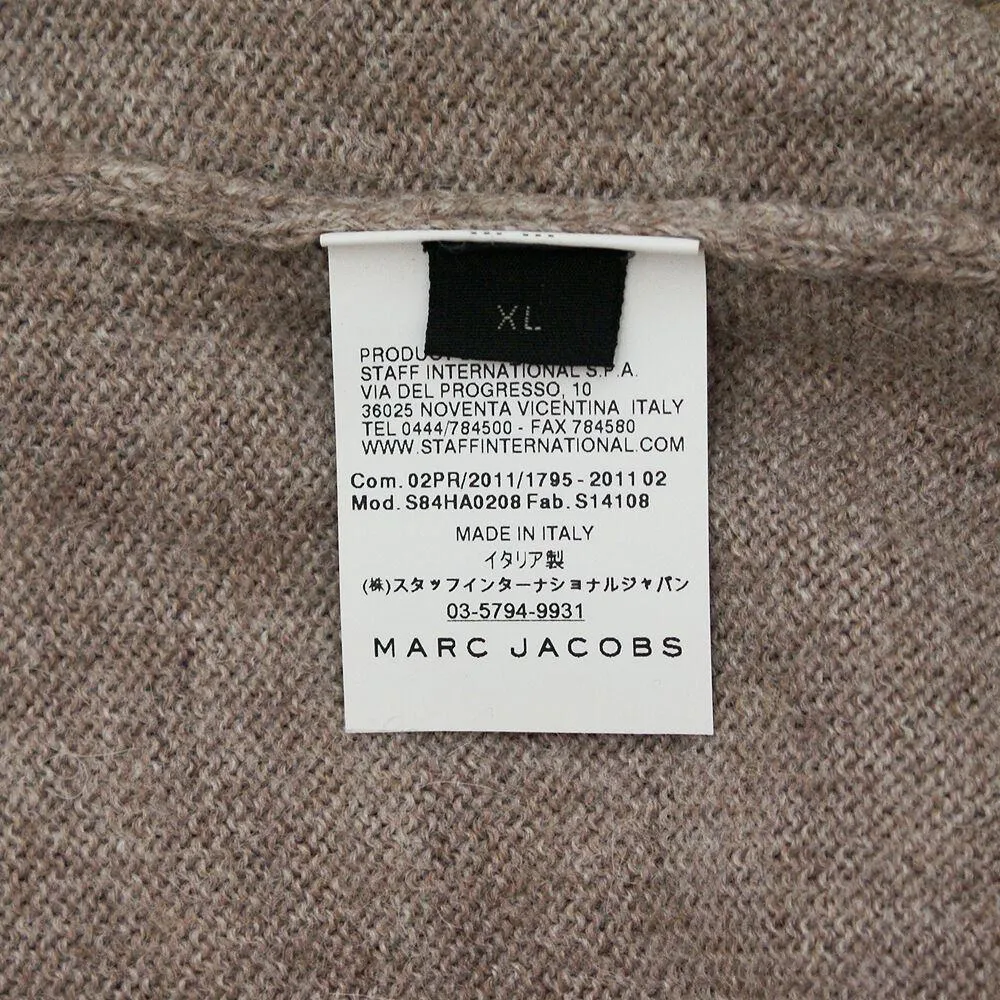 XL
STAFF INTERNATIONAL S.P.A.
VIA DEL PROGRESSO, 10
36025 NOVENTA VICENTINA ITALY
TEL 0444/784500 - FAX 784580
WWW.STAFFINTERNATIONAL.COM
Com. 02PR/2011/1795 - 2011 02
Mod. S84HA0208 Fab. S14108
MADE IN ITALY
イタリア製
(株)スタッフインターナショナルジャパン
03-5794-9931
MARC JACOBS